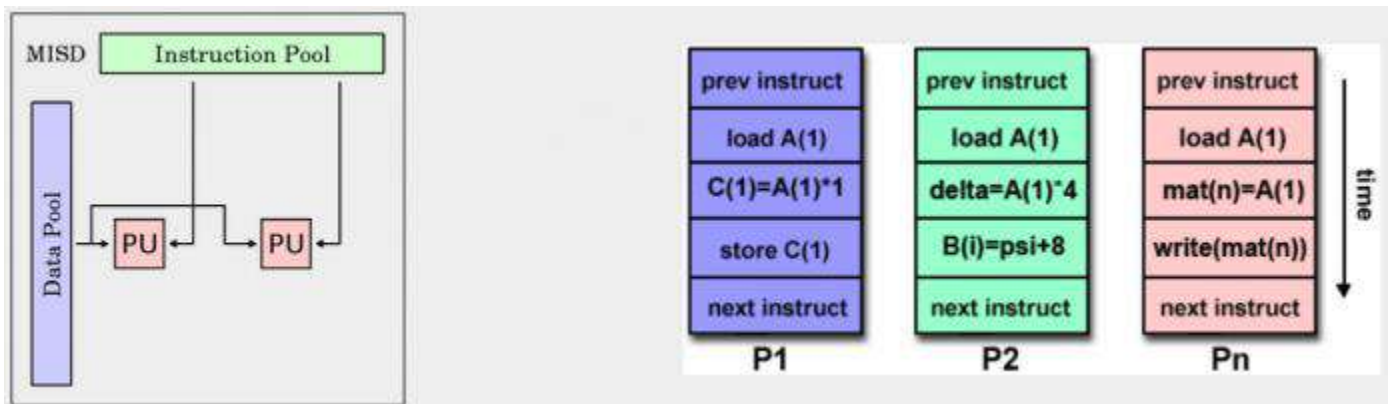 MISD
Instruction Pool
Data Pool
PU
PU
prev instruct
load A(1)
C(1)=A(1)*1
store C(1)
next instruct
P1
prev instruct
load A(1)
delta=A(1)*4
B(i)=psi+8
next instruct
P2
prev instruct
load A(1)
mat(n)=A(1)
write(mat(n))
next instruct
Pn
time